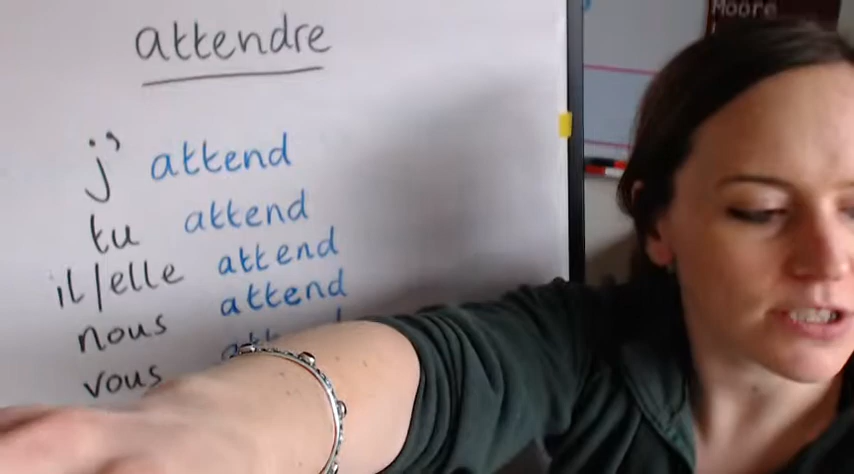 Moore
attendre
j' attend
tu attend
il/elle attend
nous attend
vous